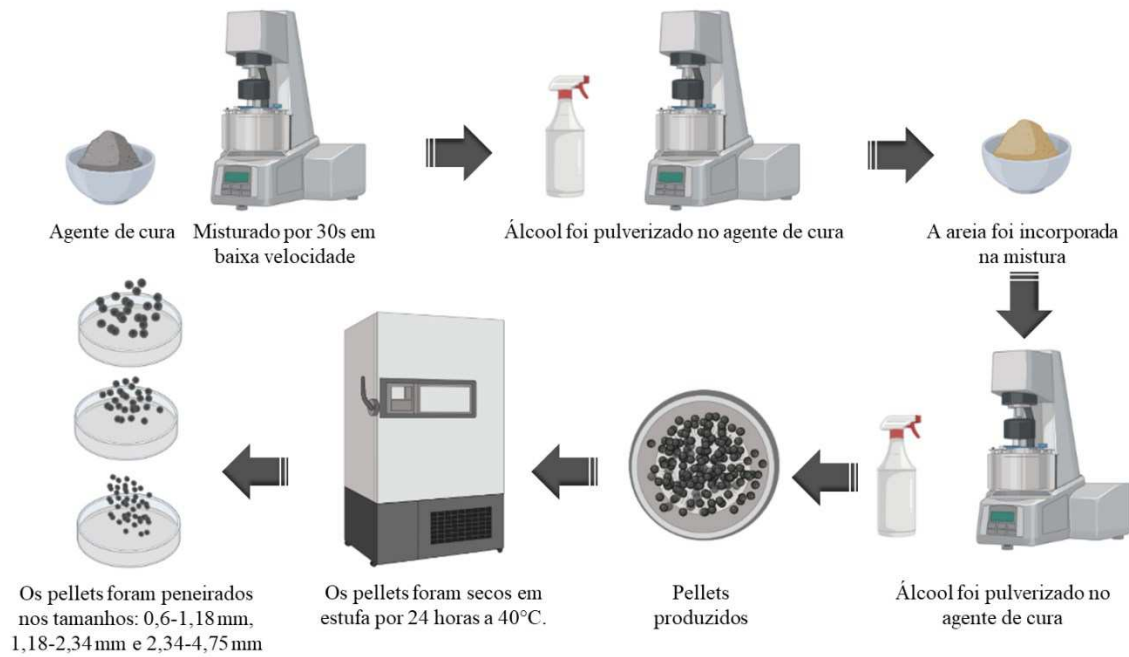 Agente de cura
Misturado por 30s em
baixa velocidade
Álcool foi pulverizado no agente de cura
A areia foi incorporada
na mistura
Álcool foi pulverizado no
agente de cura
Pellets
produzidos
Os pellets foram secos em
estufa por 24 horas a 40°C.
Os pellets foram peneirados
nos tamanhos: 0,6-1,18 mm,
1,18-2,34 mm e 2,34-4,75 mm